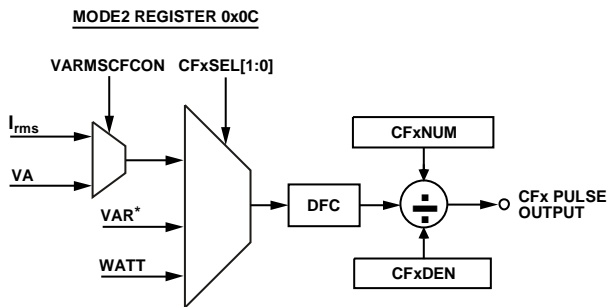 MODE2 REGISTER 0x0C
VARMSCFCON
CFxSEL[1:0]
Irms
VA
VAR*
WATT
DFC
CFxNUM
÷
CFxDEN
CFx PULSE
OUTPUT